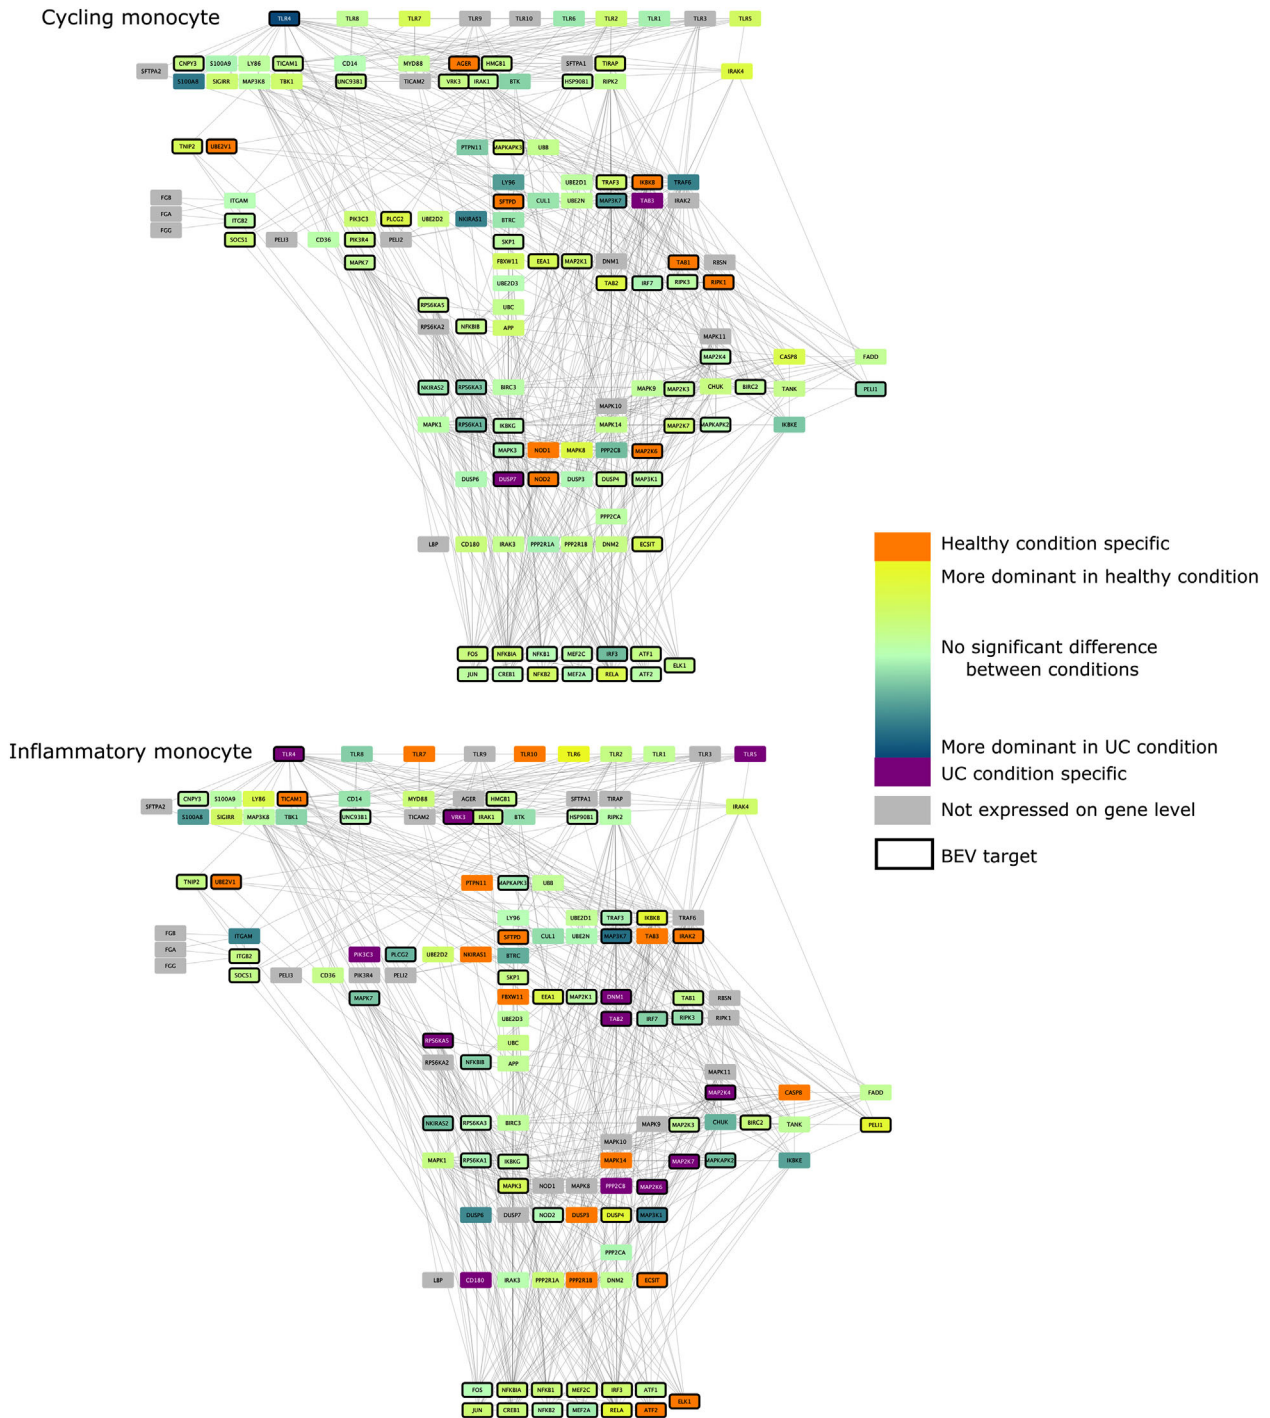 Cycling monocyte
TLR4 TLR8 TLR7 TLR9 TLR10 TLR6 TLR2 TLR1 TLR3 TLR5
CNPY3 S100A9 LY86 TICAM1 CD14 MYD88 AGER HMGB1 SFTPA1 TIRAP
SFTPA2 IRAK4
S100A8 SIGIRR MAP3K8 TBK1 UNC93B1 TICAM2 VRK3 IRAK1 BTK HSP90B1 RIPK2
TNIP2 UBE2V1 PTPN11 MAPKAPK3 UBB
LY96 UBE2D1 TRAF3 IKBKB TRAF6
FGB ITGAM SFTPD CUL1 UBE2N MAP3K7 TAB3 IRAK2
FGA ITGB2 PIK3C3 PLCG2 UBE2D2 NKIRAS1 BTRC
FGG SOCS1 PELI3 CD36 PIK3R4 PELI2 SKP1
MAPK7 FBXW11 EEA1 MAP2K1 DNM1 TAB1 RBSN
UBE2D3 TAB2 IRF7 RIPK3 RIPK1
RPS6KA5 UBC
RPS6KA2 NFKBIB APP
MAPK11
MAP2K4 CASP8 FADD
NKIRAS2 RPS6KA3 BIRC3 MAPK9 MAP2K3 CHUK BIRC2 TANK PELI1
MAPK10
MAPK1 RPS6KA1 IKBKG MAPK14 MAP2K7 MAPKAPK2 IKBKE
MAPK3 NOD1 MAPK8 PPP2CB MAP2K6
DUSP6 DUSP7 NOD2 DUSP3 DUSP4 MAP3K1
PPP2CA
LBP CD180 IRAK3 PPP2R1A PPP2R1B DNM2 ECSIT
FOS NFKBIA NFKB1 MEF2C IRF3 ATF1
ELK1
JUN CREB1 NFKB2 MEF2A RELA ATF2
Healthy condition specific
More dominant in healthy condition
No significant difference
between conditions
More dominant in UC condition
UC condition specific
Not expressed on gene level
BEV target
Inflammatory monocyte
TLR4 TLR8 TLR7 TLR9 TLR10 TLR6 TLR2 TLR1 TLR3 TLR5
CNPY3 S100A9 LY86 TICAM1 CD14 MYD88 AGER HMGB1 SFTPA1 TIRAP
SFTPA2 IRAK4
S100A8 SIGIRR MAP3K8 TBK1 UNC93B1 TICAM2 VRK3 IRAK1 BTK HSP90B1 RIPK2
TNIP2 UBE2V1 PTPN11 MAPKAPK3 UBB
LY96 UBE2D1 TRAF3 IKBKB TRAF6
FGB ITGAM SFTPD CUL1 UBE2N MAP3K7 TAB3 IRAK2
FGA ITGB2 PIK3C3 PLCG2 UBE2D2 NKIRAS1 BTRC
FGG SOCS1 PELI3 CD36 PIK3R4 PELI2 SKP1
MAPK7 FBXW11 EEA1 MAP2K1 DNM1 TAB1 RBSN
UBE2D3 TAB2 IRF7 RIPK3 RIPK1
RPS6KA5 UBC
RPS6KA2 NFKBIB APP
MAPK11
MAP2K4 CASP8 FADD
NKIRAS2 RPS6KA3 BIRC3 MAPK9 MAP2K3 CHUK BIRC2 TANK PELI1
MAPK10
MAPK1 RPS6KA1 IKBKG MAPK14 MAP2K7 MAPKAPK2 IKBKE
MAPK3 NOD1 MAPK8 PPP2CB MAP2K6
DUSP6 DUSP7 NOD2 DUSP3 DUSP4 MAP3K1
PPP2CA
LBP CD180 IRAK3 PPP2R1A PPP2R1B DNM2 ECSIT
FOS NFKBIA NFKB1 MEF2C IRF3 ATF1
ELK1
JUN CREB1 NFKB2 MEF2A RELA ATF2